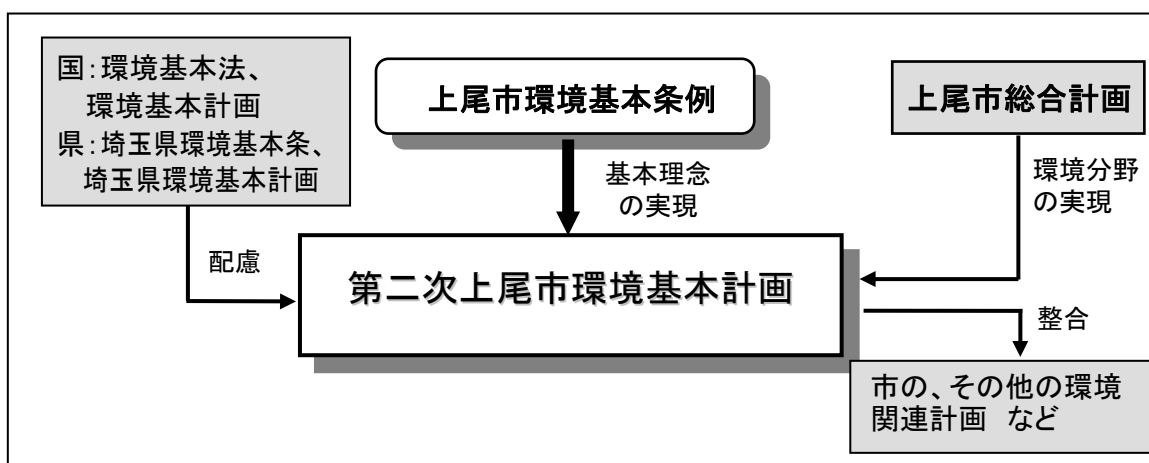 国：環境基本法、
環境基本計画
県：埼玉県環境基本条、
埼玉県環境基本計画
上尾市環境基本条例
上尾市総合計画
基本理念
の実現
環境分野
の実現
配慮
第二次上尾市環境基本計画
整合
市の、その他の環境
関連計画　など